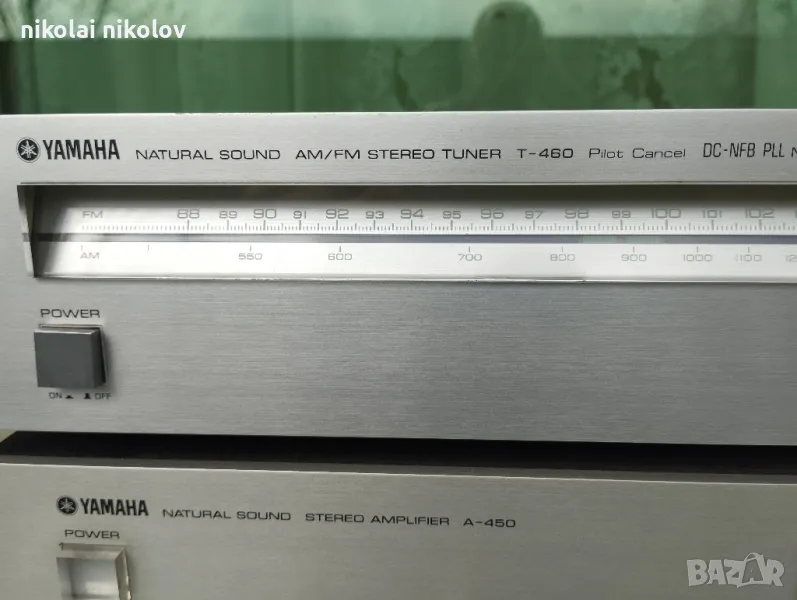 nikolai nikolov
YAMAHA NATURAL SOUND AM/FM STEREO TUNER T-460 Pilot Cancel DC-NFB PLL
FM 88 89 90 91 92 93 94 95 96 97 98 99 100 101 102
AM 550 600 700 800 900 1000 1100
POWER
ON OFF
YAMAHA NATURAL SOUND STEREO AMPLIFIER A-450
POWER
BAZAR